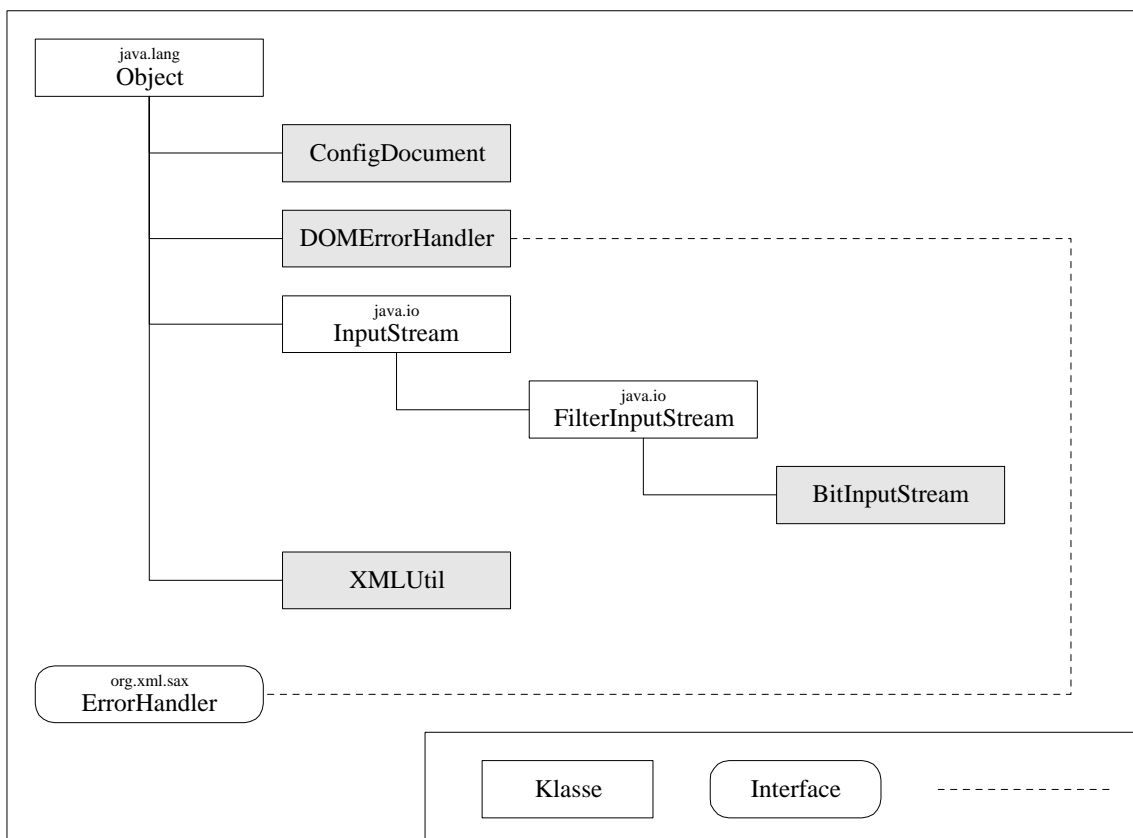 java.lang
Object
ConfigDocument
DOMErrorHandler
java.io
InputStream
java.io
FilterInputStream
BitInputStream
XMLUtil
org.xml.sax
ErrorHandler
Klasse
Interface